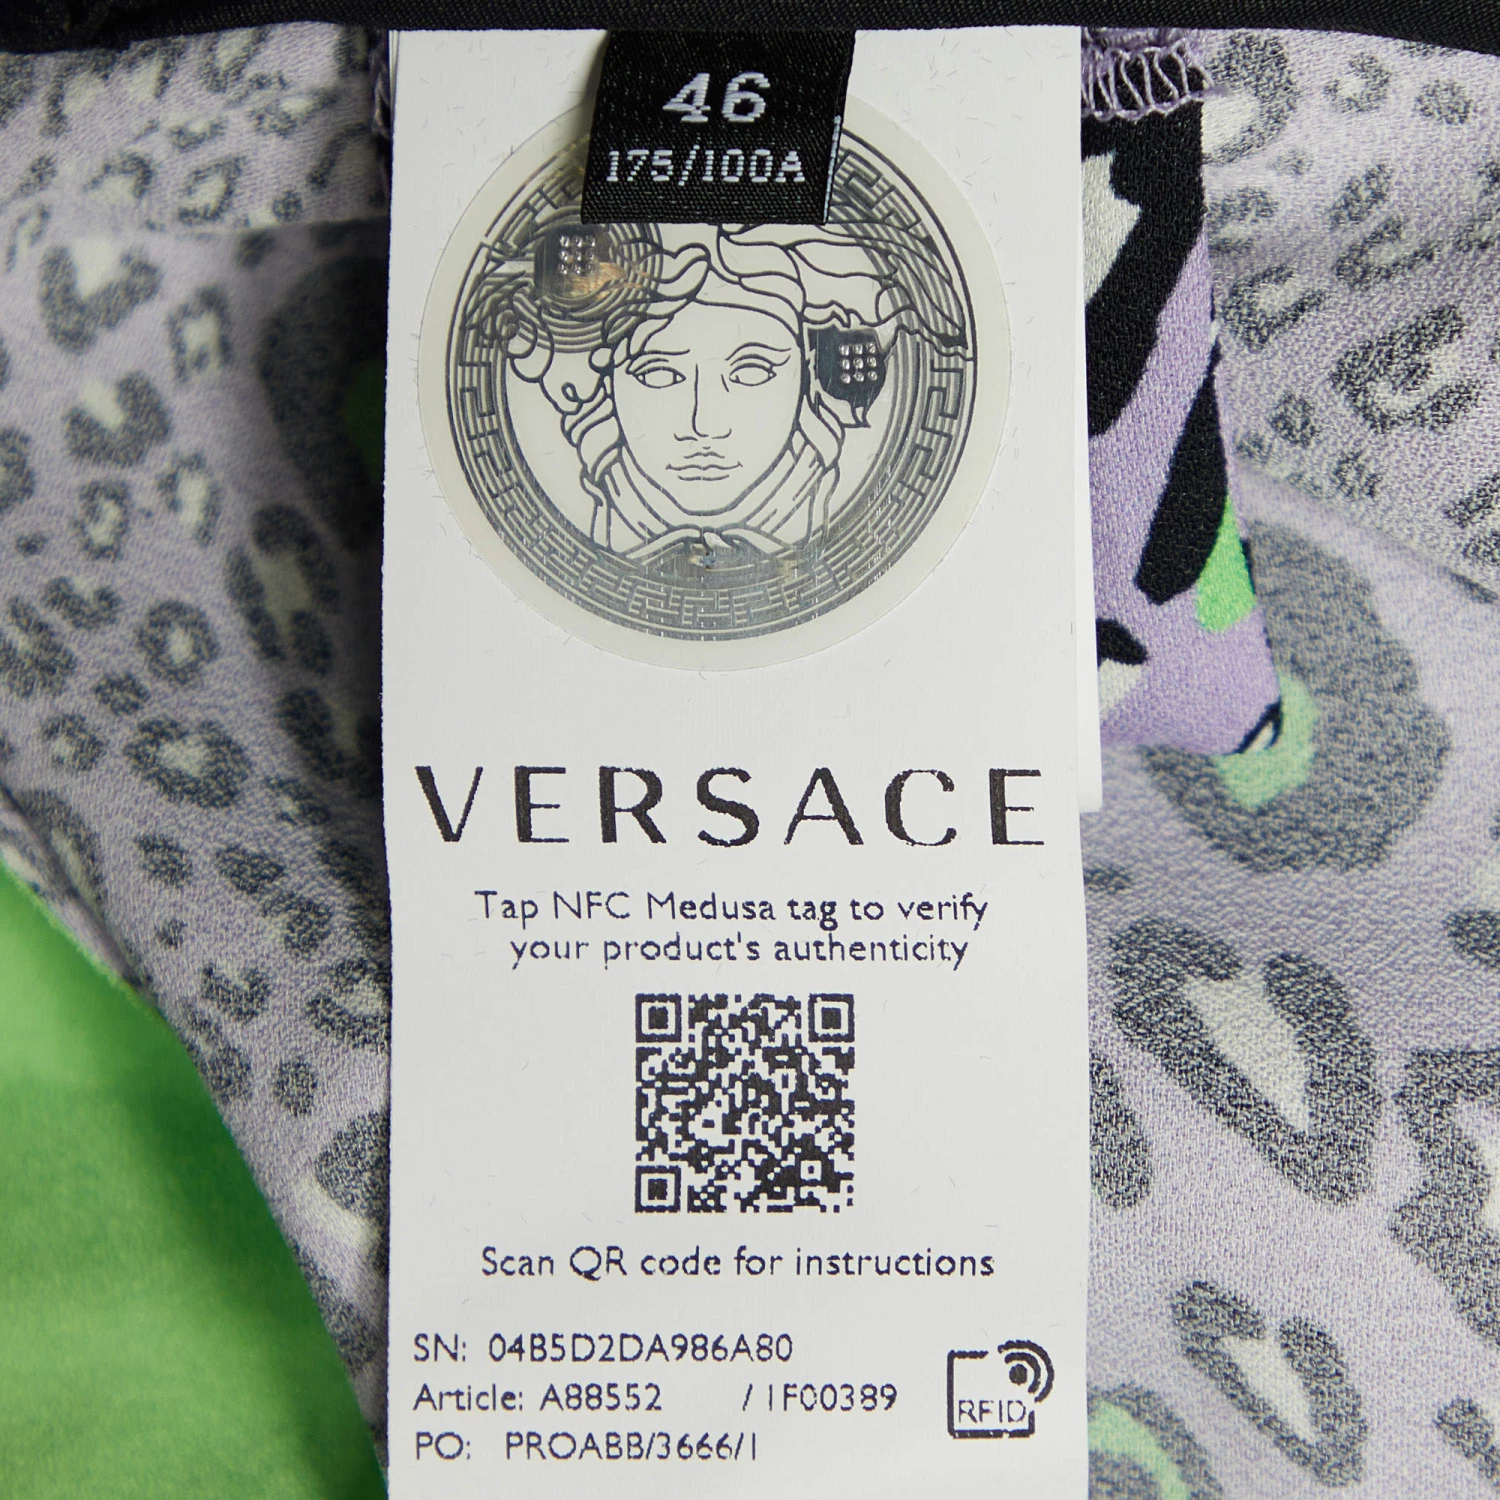 46
175/100A
VERSACE
Tap NFC Medusa tag to verify
your product's authenticity
Scan QR code for instructions
SN: 04B5D2DA986A80
Article: A88552 / 1F00389
PO: PROABB/3666/1
RFID